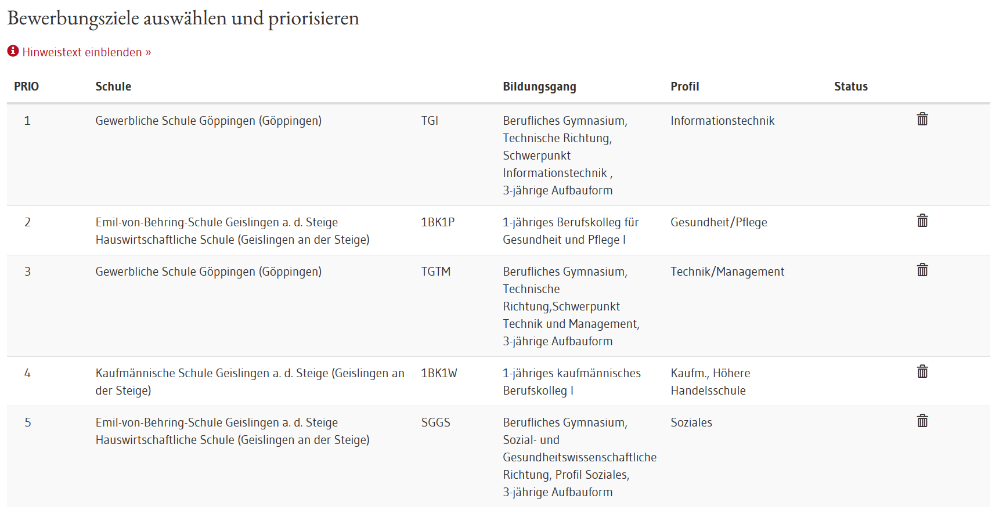 Bewerbungsziele auswählen und priorisieren
Hinweistext einblenden »
PRIO Schule Bildungsgang Profil Status
1 Gewerbliche Schule Göppingen (Göppingen) TGI Berufliches Gymnasium, Informationstechnik
Technische Richtung,
Schwerpunkt
Informationstechnik ,
3-jährige Aufbauform
2 Emil-von-Behring-Schule Geislingen a. d. Steige 1BK1P 1-jähriges Berufskolleg für Gesundheit/Pflege
Hauswirtschaftliche Schule (Geislingen an der Steige) Gesundheit und Pflege I
3 Gewerbliche Schule Göppingen (Göppingen) TGTM Berufliches Gymnasium, Technik/Management
Technische
Richtung,Schwerpunkt
Technik und Management,
3-jährige Aufbauform
4 Kaufmännische Schule Geislingen a. d. Steige (Geislingen an 1BK1W 1-jähriges kaufmännisches Kaufm., Höhere
der Steige) Berufskolleg I Handelsschule
5 Emil-von-Behring-Schule Geislingen a. d. Steige SGGS Berufliches Gymnasium, Soziales
Hauswirtschaftliche Schule (Geislingen an der Steige) Sozial- und
Gesundheitswissenschaftliche
Richtung, Profil Soziales,
3-jährige Aufbauform